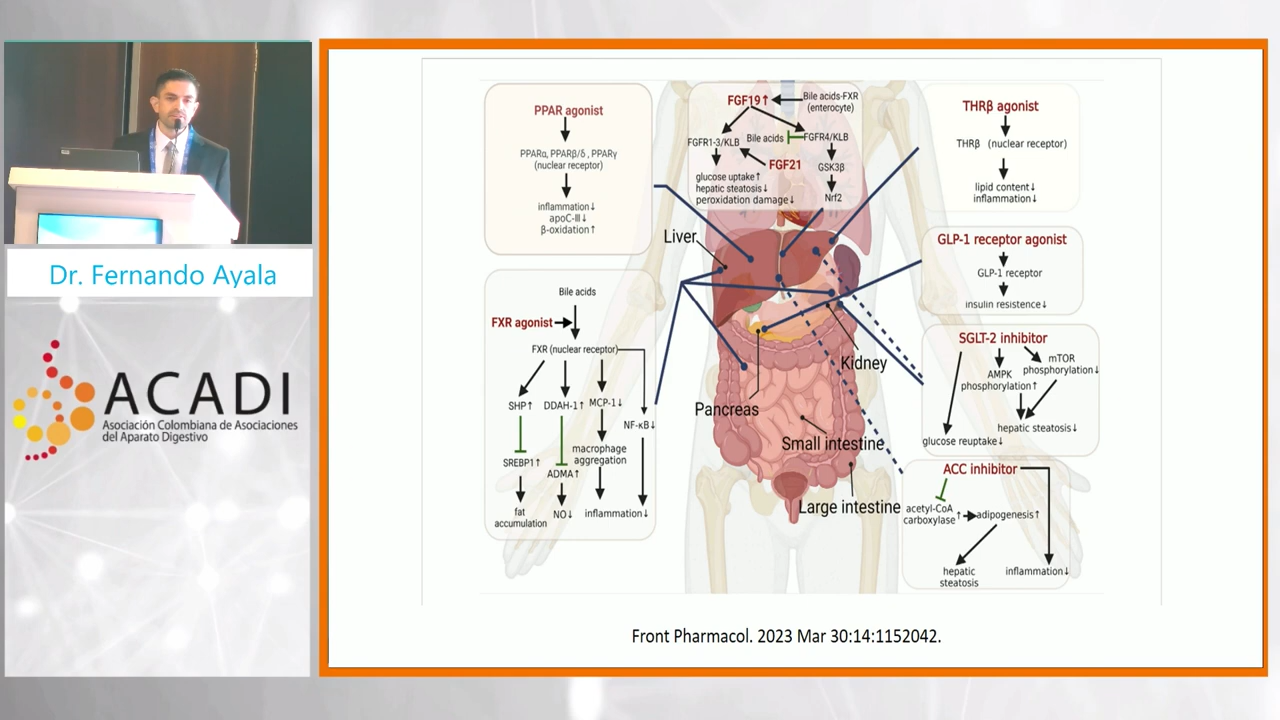 Dr. Fernando Ayala
ACADI
Asociación Colombiana de Asociaciones
del Aparato Digestivo
PPAR agonist
PPARα, PPARβ/δ , PPARγ
(nuclear receptor)
inflammation↓
apoC-III↓
β-oxidation↑
FGF19↑
Bile acids-FXR
(enterocyte)
FGFR1-3/KLB
Bile acids
FGFR4/KLB
FGF21
GSK3β
Nrf2
glucose uptake↑
hepatic steatosis↓
peroxidation damage↓
THRβ agonist
THRβ (nuclear receptor)
lipid content↓
inflammation↓
Liver
GLP-1 receptor agonist
GLP-1 receptor
insulin resistence↓
Bile acids
FXR agonist
FXR (nuclear receptor)
SHP↑
DDAH-1↑
MCP-1↓
NF-κB↓
macrophage
aggregation
SREBP1↑
ADMA↑
fat
accumulation
NO↓
inflammation↓
Kidney
Pancreas
Small intestine
Large intestine
SGLT-2 inhibitor
AMPK
phosphorylation↑
mTOR
phosphorylation↓
hepatic steatosis↓
glucose reuptake↓
ACC inhibitor
acetyl-CoA
carboxylase ↑
adipogenesis↑
hepatic
steatosis
inflammation↓
Front Pharmacol. 2023 Mar 30:14:1152042.